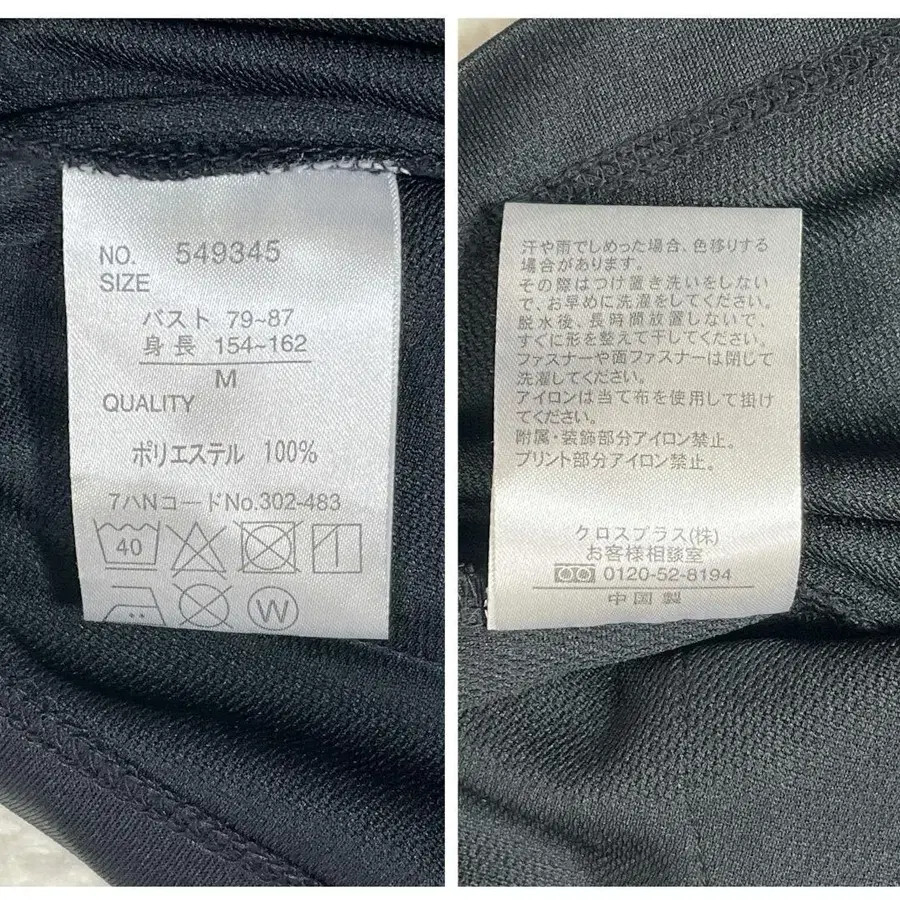 NO. 549345
SIZE
バスト 79~87
身長 154~162
M
QUALITY
ポリエステル 100%
7ハNコードNo.302-483
40
W
汗や雨でしめった場合、色移りする
場合があります。
その際はつけ置き洗いをしない
で、お早めに洗濯をしてください。
脱水後、長時間放置しないで、
すぐに形を整えて干してください。
ファスナーや面ファスナーは閉じて
洗濯してください。
アイロンは当て布を使用して掛け
てください。
附属・装飾部分アイロン禁止。
プリント部分アイロン禁止。
クロスプラス(株)
お客様相談室
0120-52-8194
中国製